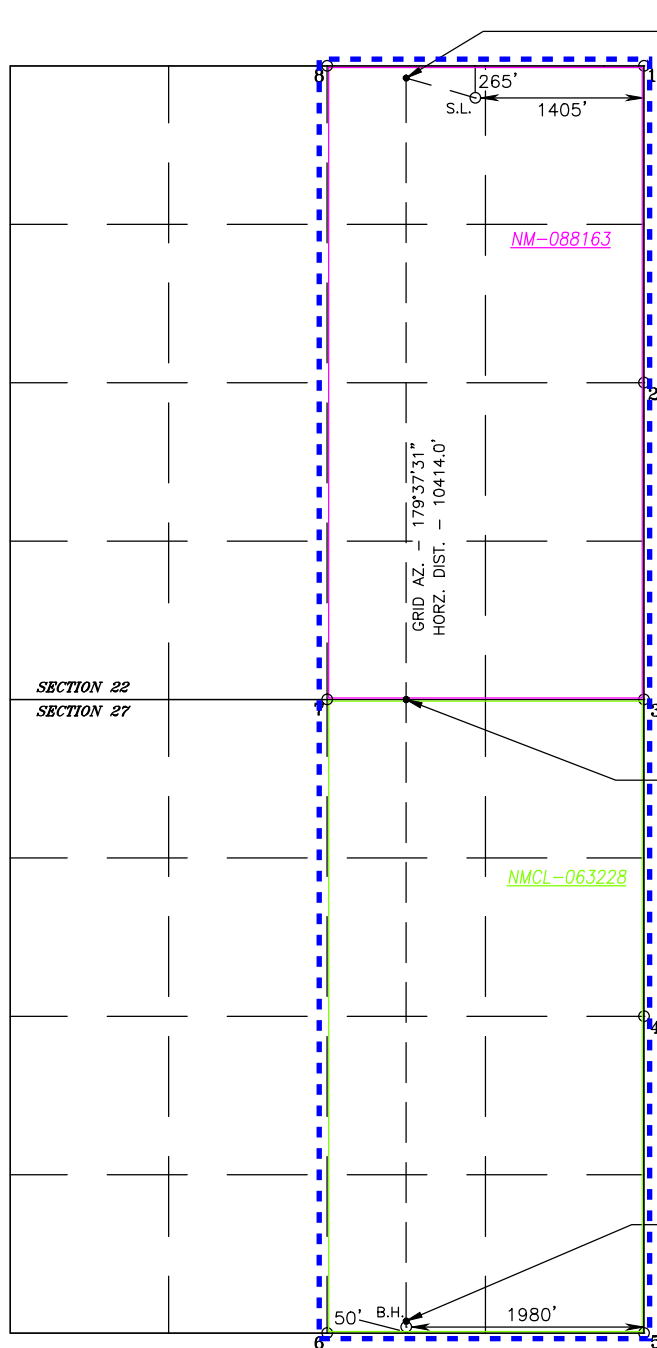 8
1
265'
S.L.
1405'
NM-088163
2
GRID AZ. - 179°37'31"
HORZ. DIST. - 10414.0'
SECTION 22
SECTION 27
7
3
NMCL-063228
4
50'
B.H.
1980'
6
5